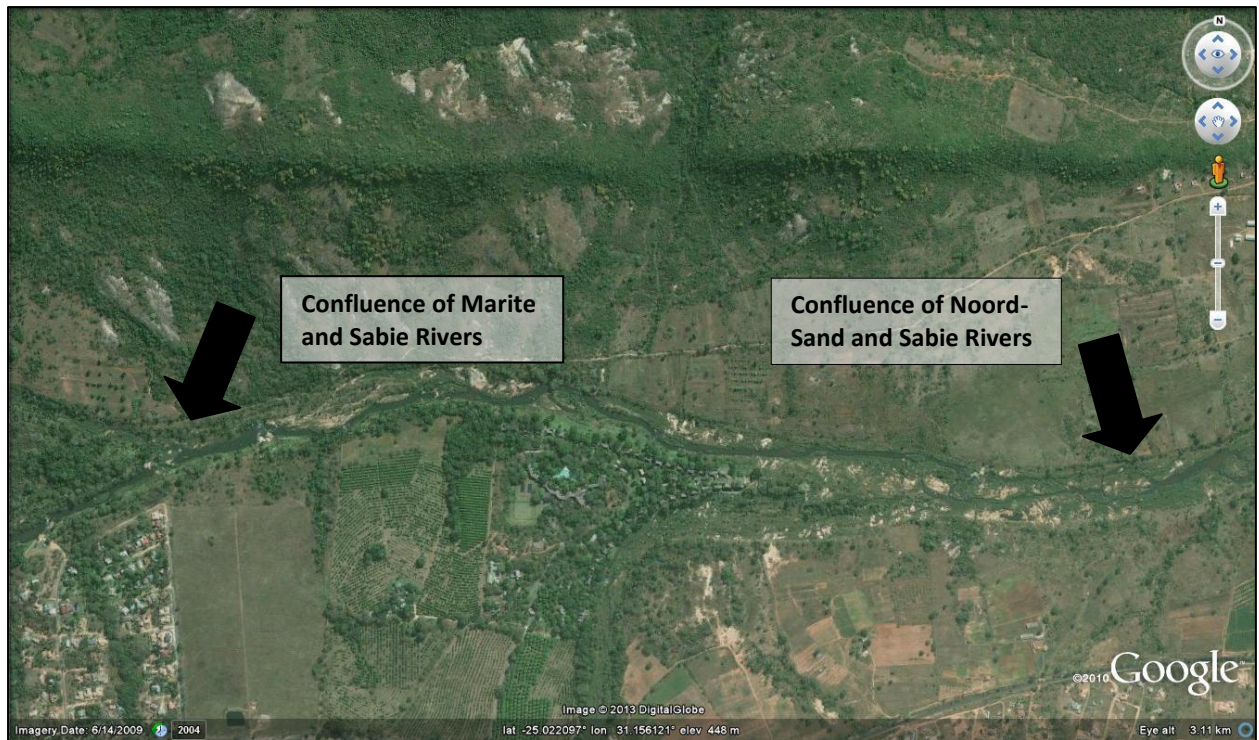 N
Confluence of Marite
and Sabie Rivers
Confluence of Noord-
Sand and Sabie Rivers
©2010 Google™
Image © 2013 DigitalGlobe
Imagery Date: 6/14/2009 2004 lat -25.022097° lon 31.156121° elev 448 m Eye alt 3.11 km